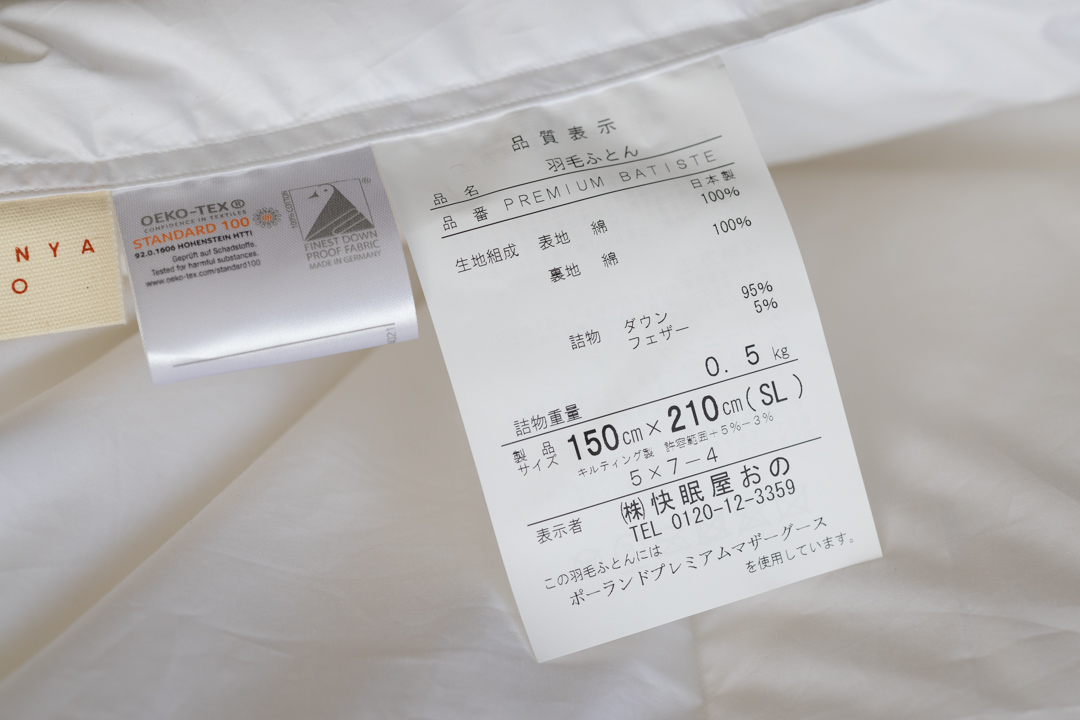 NYA
O
OEKO-TEX®
CONFIDENCE IN TEXTILES
STANDARD 100
92.0.1606 HOHENSTEIN HTTI
Geprüft auf Schadstoffe.
Tested for harmful substances.
www.oeko-tex.com/standard100
100% COTTON
FINEST DOWN
PROOF FABRIC
MADE IN GERMANY
品質表示
品名 羽毛ふとん
品番 PREMIUM BATISTE
日本製
生地組成 表地 綿 100%
裏地 綿 100%
詰物 ダウン 95%
フェザー 5%
詰物重量 0.5kg
製品サイズ 150cm×210cm(SL)
キルティング製 許容範囲+5%-3%
5×7-4
表示者 ㈱快眠屋おの
TEL 0120-12-3359
この羽毛ふとんには
ポーランドプレミアムマザーグース
を使用しています。